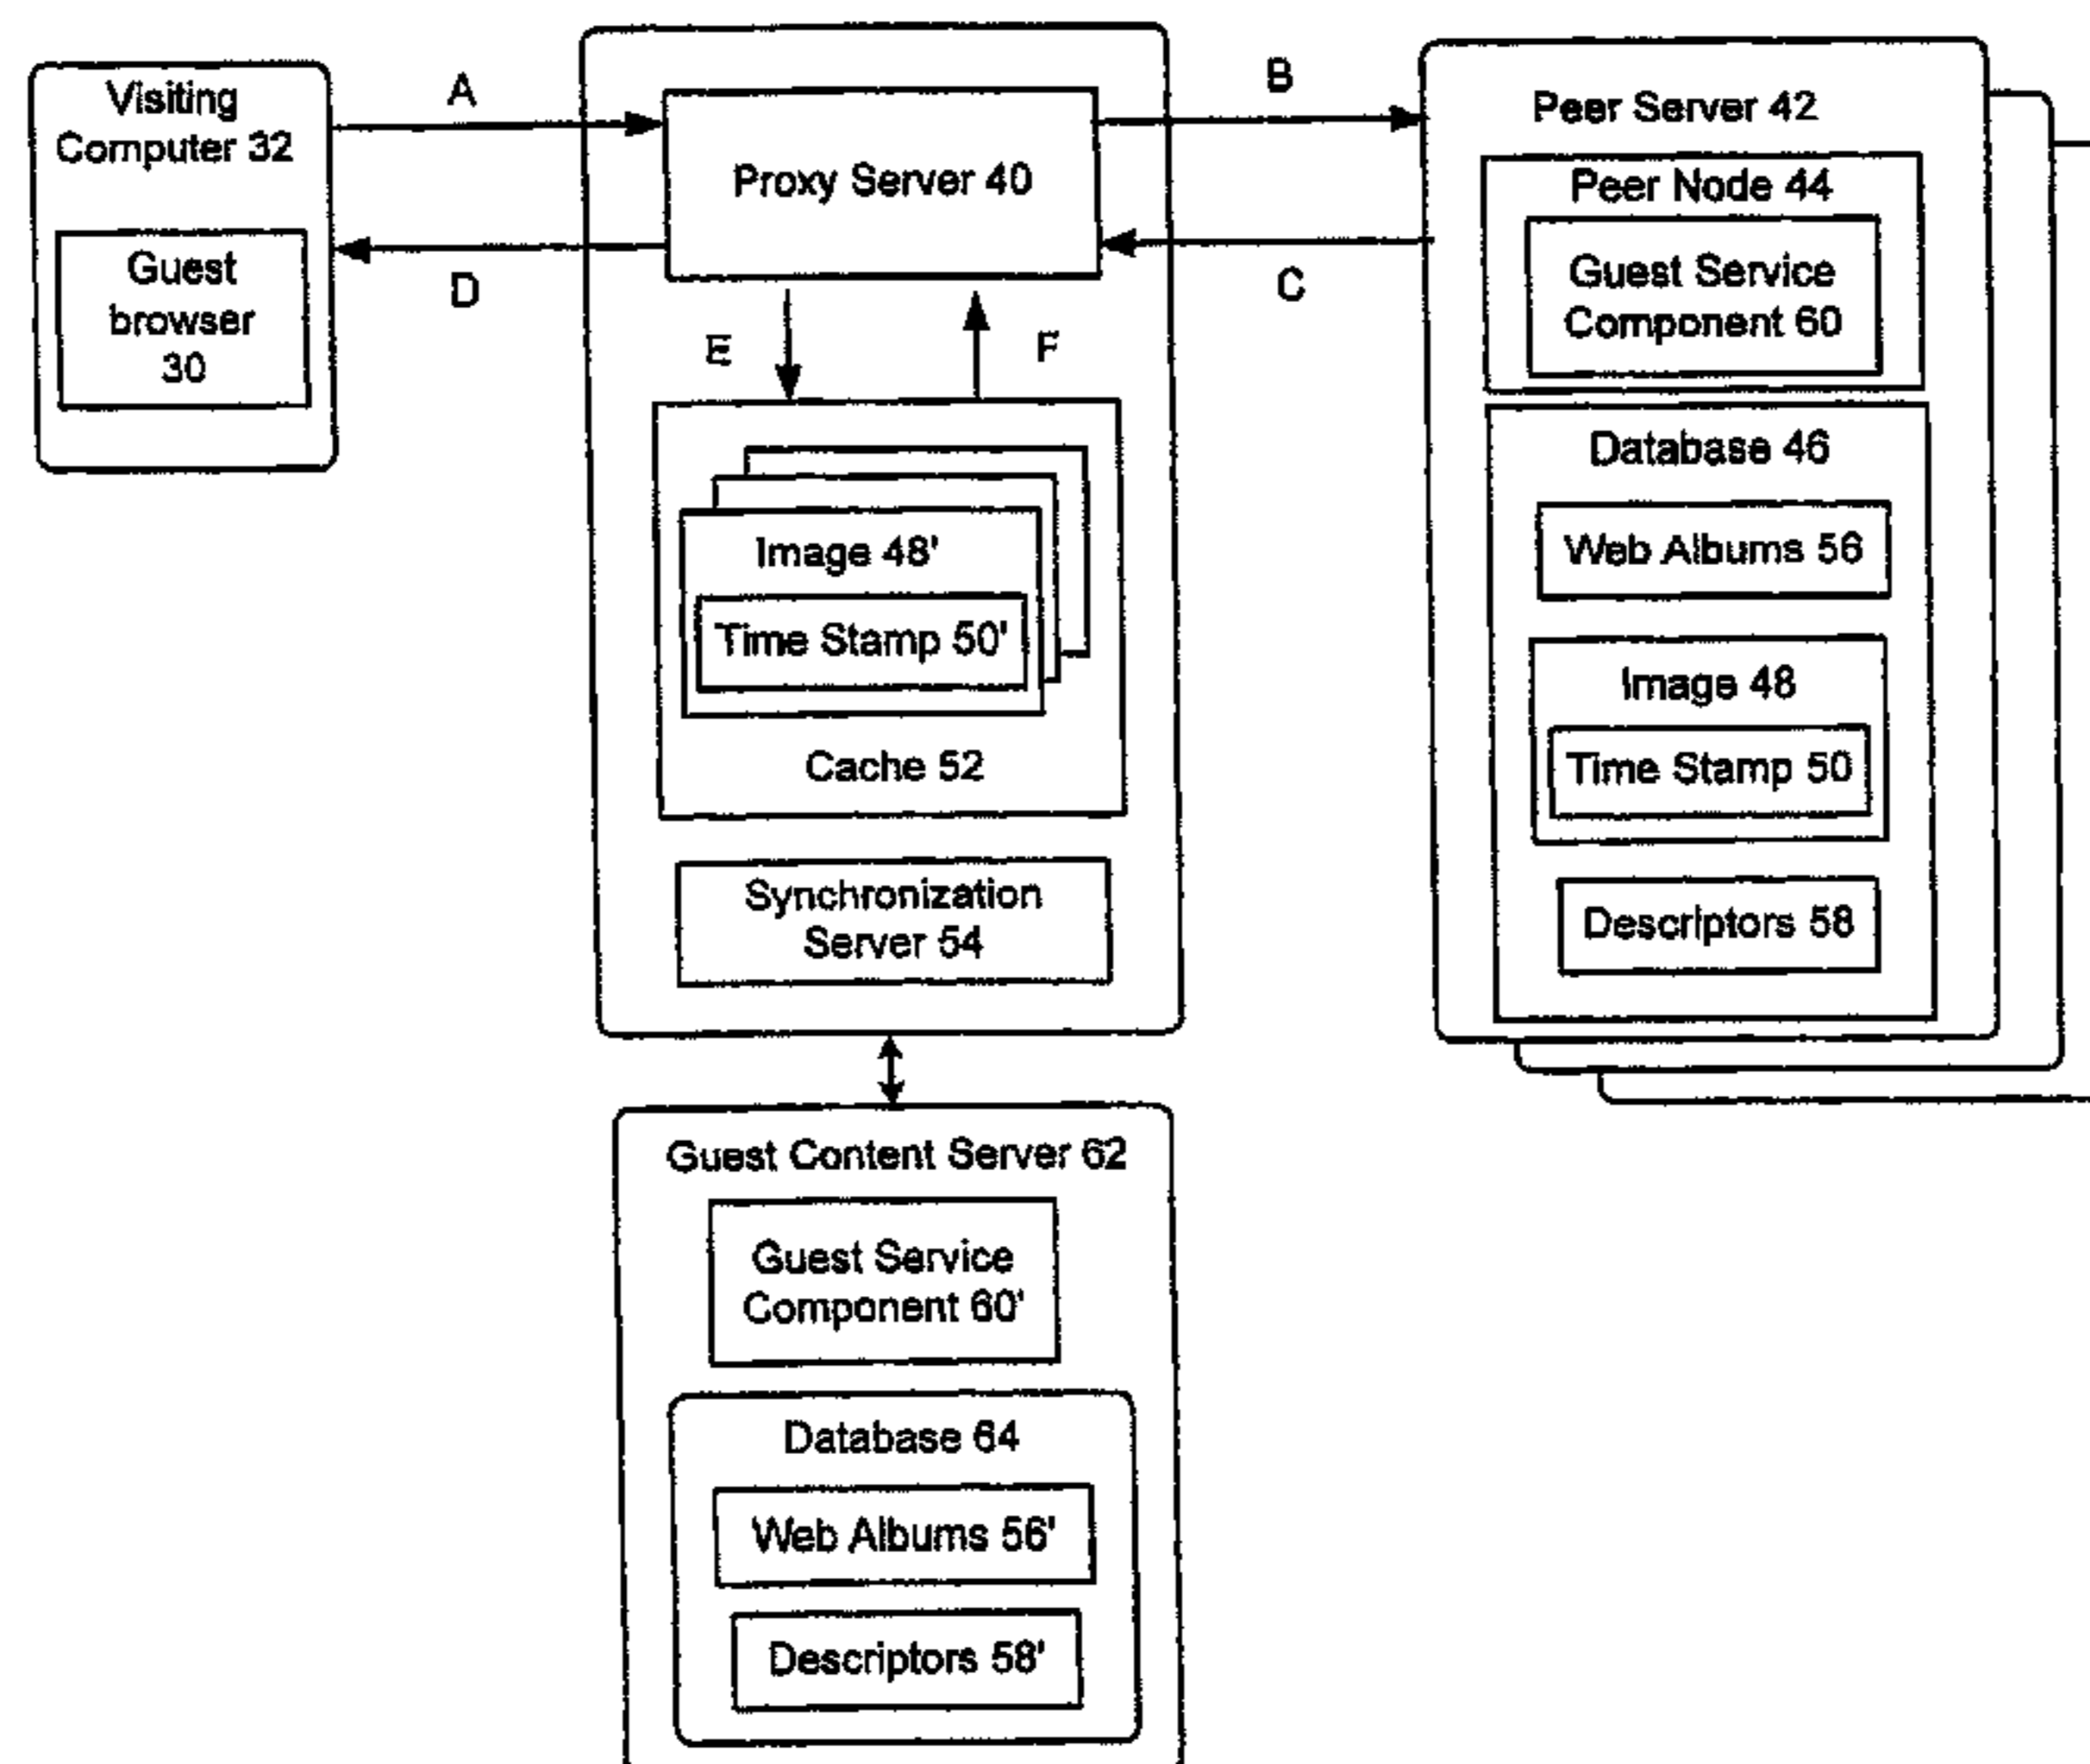 Visiting
Computer 32
Guest
browser
30
A
D
Proxy Server 40
E
F
Image 48'
Time Stamp 50'
Cache 52
Synchronization
Server 54
B
C
Peer Server 42
Peer Node 44
Guest Service
Component 60
Database 46
Web Albums 56
Image 48
Time Stamp 50
Descriptors 58
Guest Content Server 62
Guest Service
Component 60'
Database 64
Web Albums 56'
Descriptors 58'